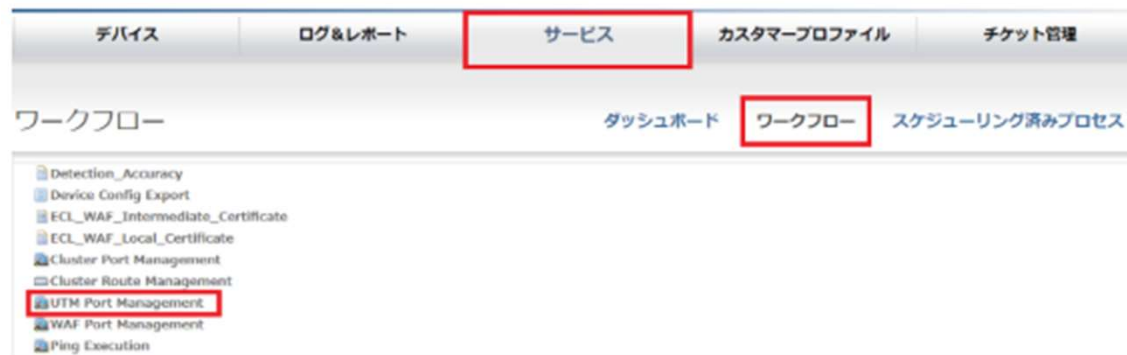 デバイス ログ&レポート サービス カスタマープロファイル チケット管理
ワークフロー ダッシュボード ワークフロー スケジューリング済みプロセス
Detection_Accuracy
Device Config Export
ECL_WAF_Intermediate_Certificate
ECL_WAF_Local_Certificate
Cluster Port Management
Cluster Route Management
UTM Port Management
WAF Port Management
Ping Execution